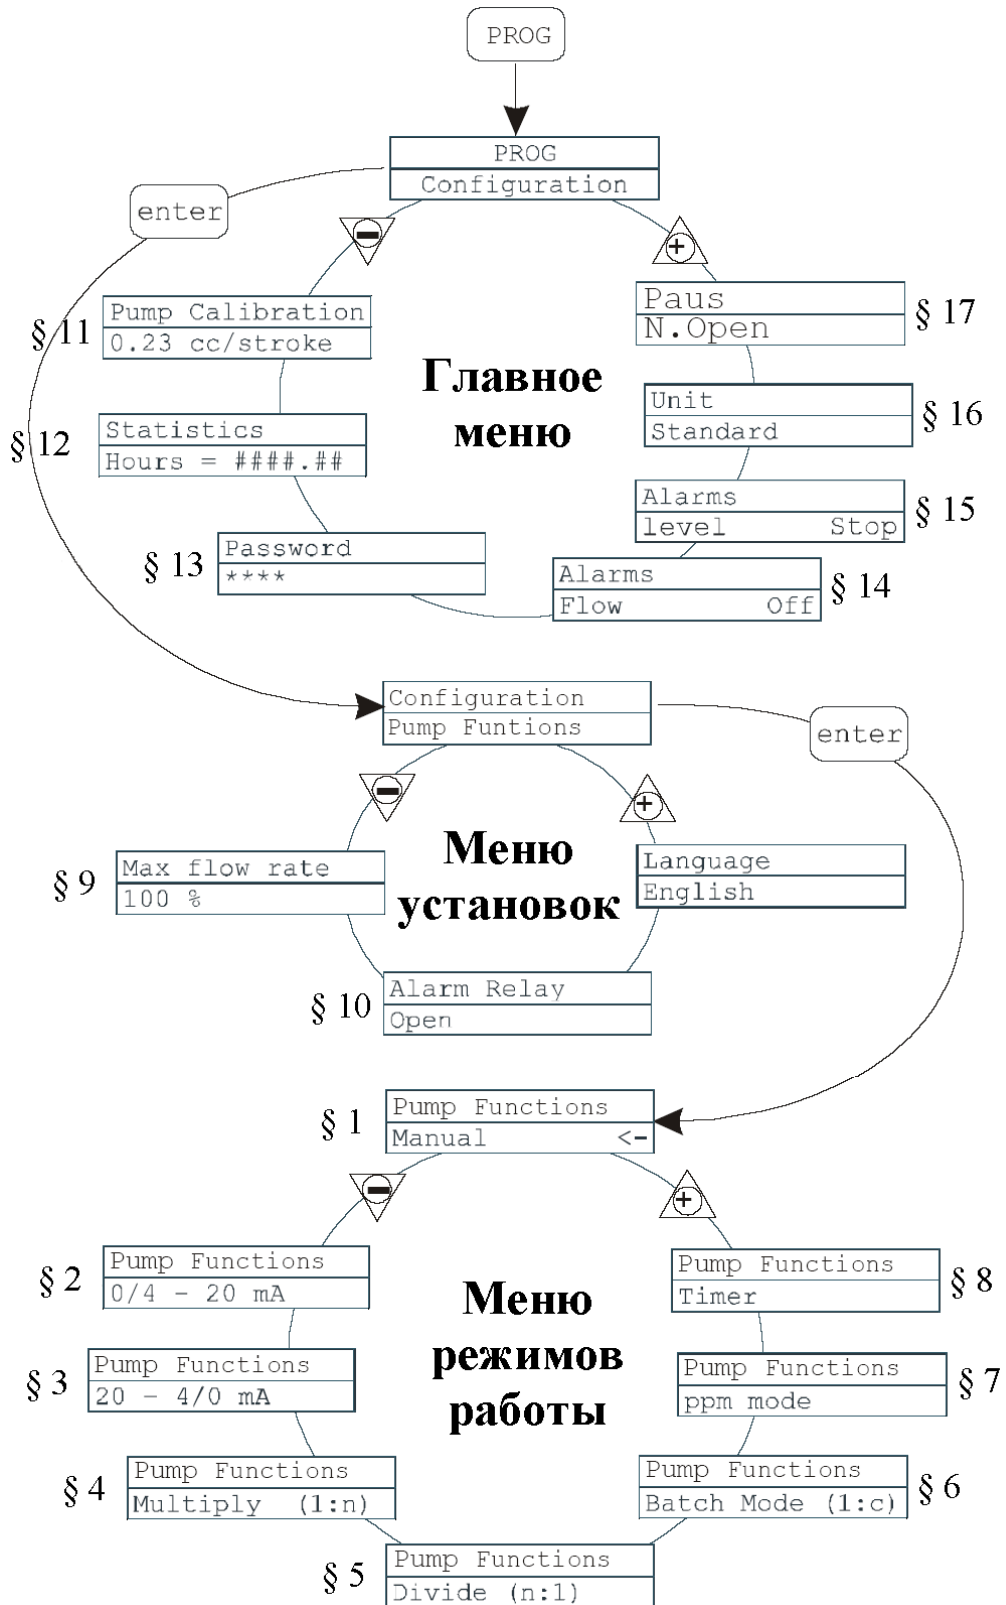 PROG
PROG
Configuration
enter
Pump Calibration
0.23 cc/stroke
§ 11
Paus
N.Open
§ 17
Главное
меню
Unit
Standard
§ 16
Statistics
Hours = ####.##
§ 12
Alarms
level Stop
§ 15
Password
****
§ 13
Alarms
Flow Off
§ 14
Configuration
Pump Funtions
enter
Меню
установок
Max flow rate
100 %
§ 9
Language
English
Alarm Relay
Open
§ 10
Pump Functions
Manual <-
§ 1
Pump Functions
0/4 - 20 mA
§ 2
Pump Functions
Timer
§ 8
Меню
режимов
работы
Pump Functions
20 - 4/0 mA
§ 3
Pump Functions
ppm mode
§ 7
Pump Functions
Multiply (1:n)
§ 4
Pump Functions
Batch Mode (1:c)
§ 6
Pump Functions
Divide (n:1)
§ 5